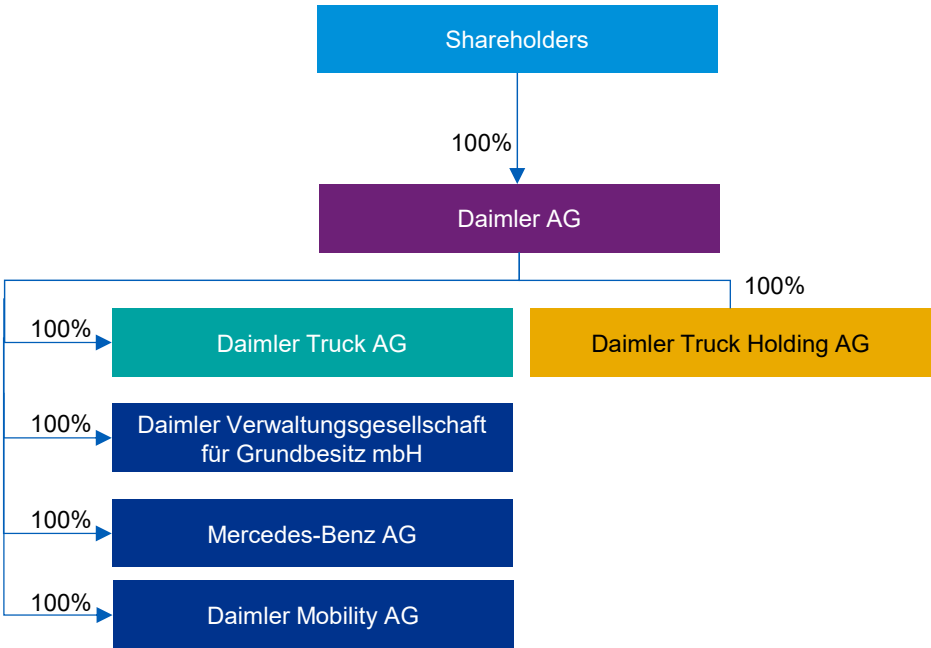 Shareholders
100%
Daimler AG
100%
100%
Daimler Truck AG
Daimler Truck Holding AG
100%
Daimler Verwaltungsgesellschaft
für Grundbesitz mbH
100%
Mercedes-Benz AG
100%
Daimler Mobility AG